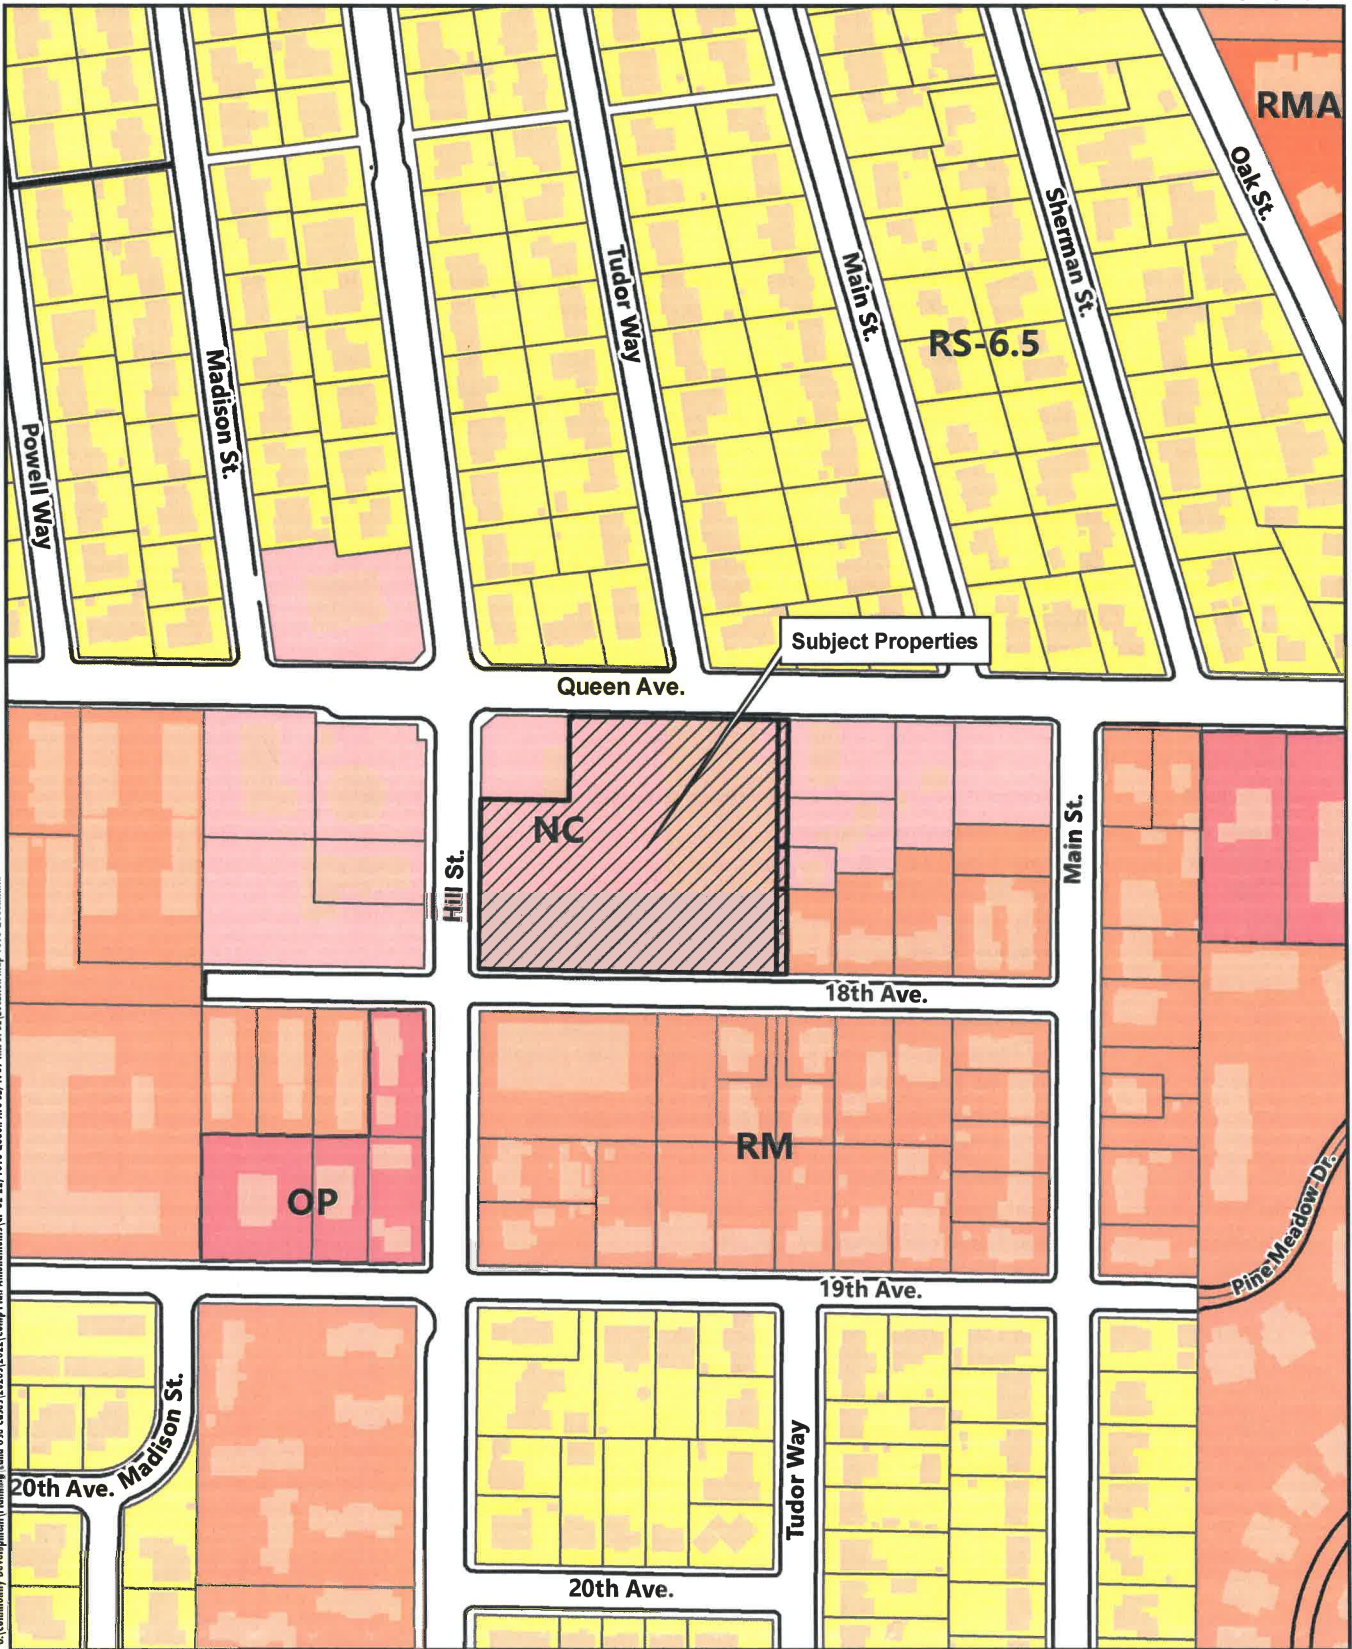 RMA
Oak St.
Sherman St.
Tudor Way
Main St.
RS-6.5
Madison St.
Powell Way
Subject Properties
Queen Ave.
NC
Main St.
Hill St.
18th Ave.
RM
OP
Pine Meadow Dr.
19th Ave.
Madison St.
20th Ave.
Tudor Way
20th Ave.